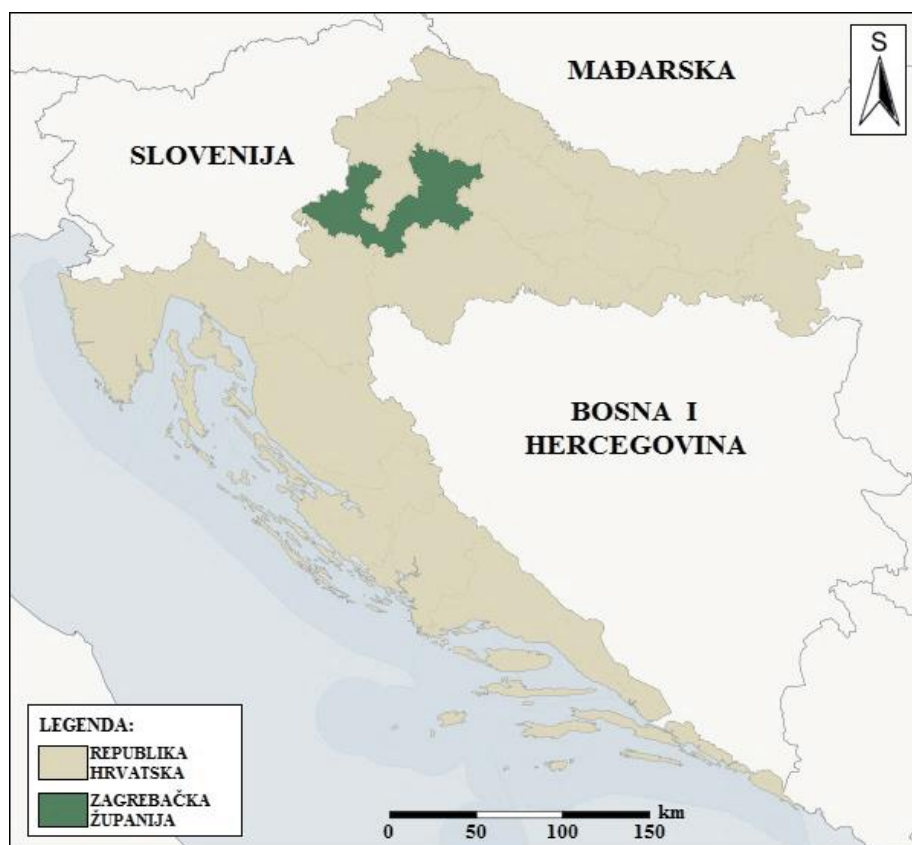 S
MAĐARSKA
SLOVENIJA
BOSNA I
HERCEGOVINA
LEGENDA:
REPUBLIKA
HRVATSKA
ZAGREBAČKA
ŽUPANIJA
km
0 50 100 150